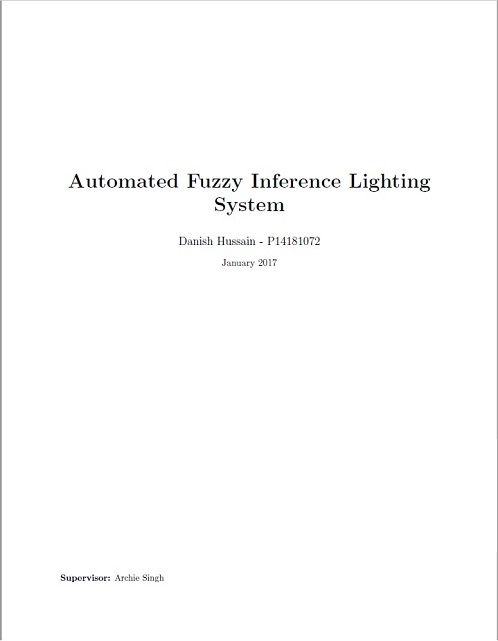 Automated Fuzzy Inference Lighting
System
Danish Hussain - P14181072
January 2017
Supervisor: Archie Singh